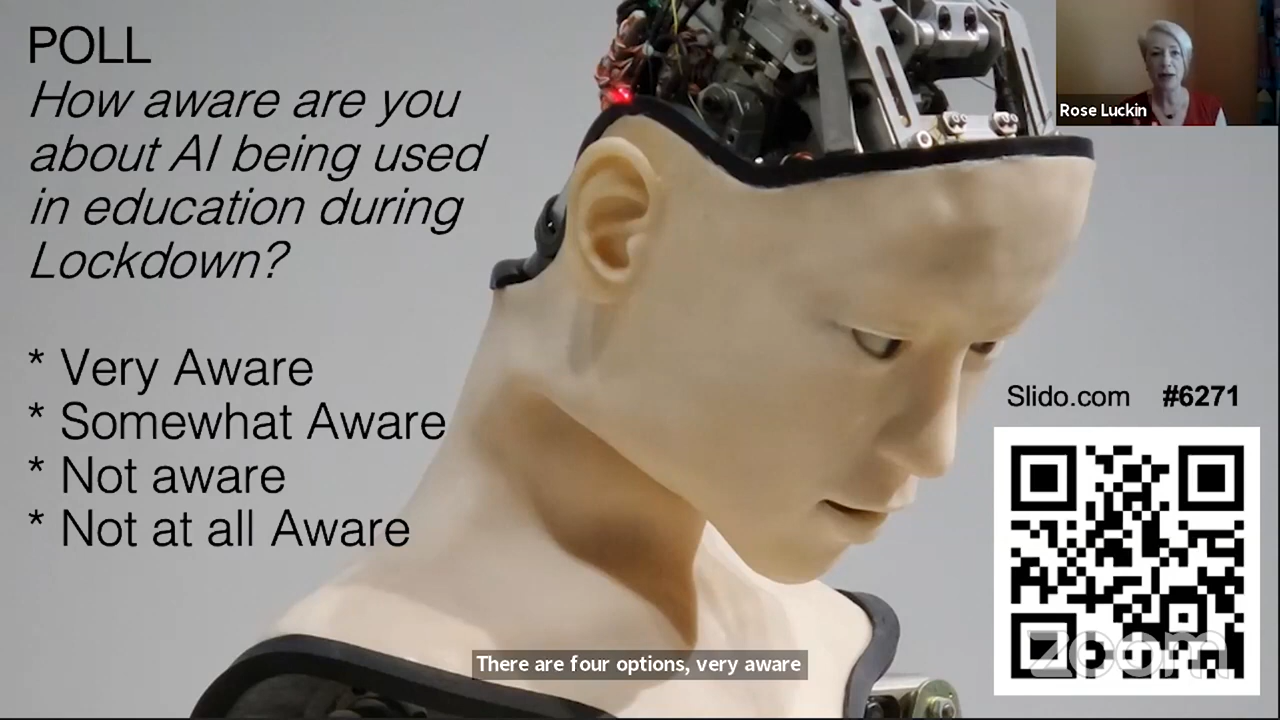 POLL
How aware are you
about AI being used
in education during
Lockdown?
* Very Aware
* Somewhat Aware
* Not aware
* Not at all Aware
Rose Luckin
Slido.com #6271
zoom
There are four options, very aware